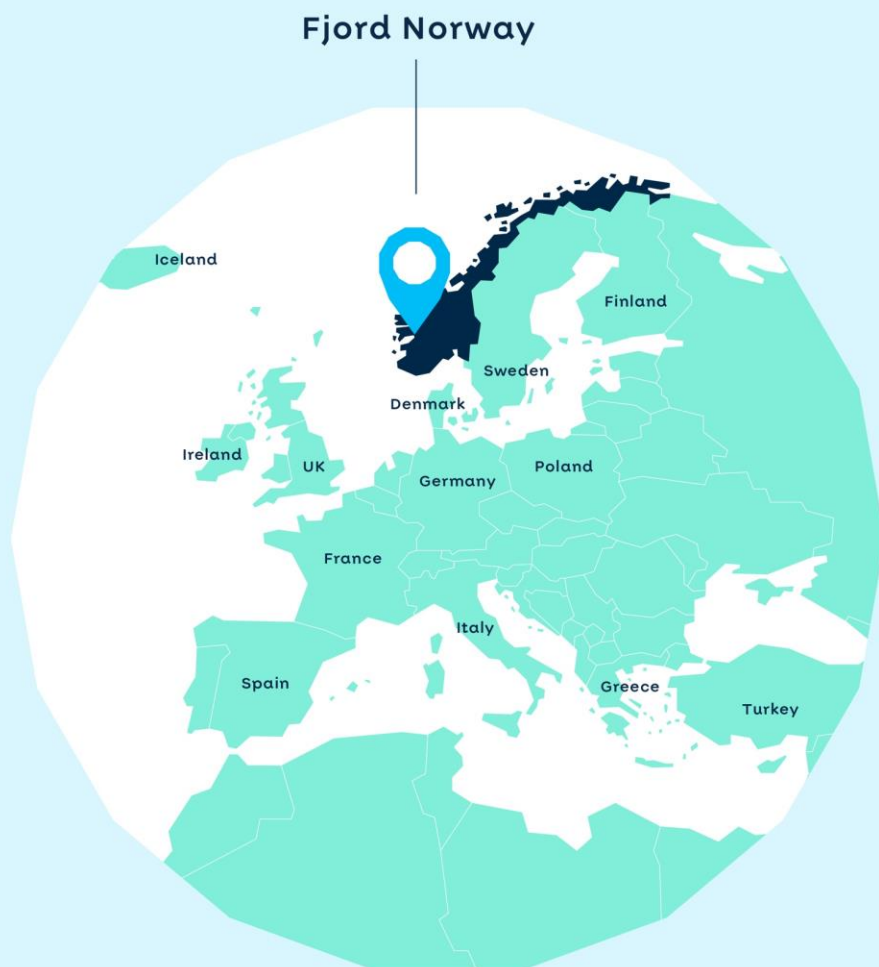 Fjord Norway
Iceland
Finland
Sweden
Denmark
Ireland
UK
Poland
Germany
France
Italy
Spain
Greece
Turkey